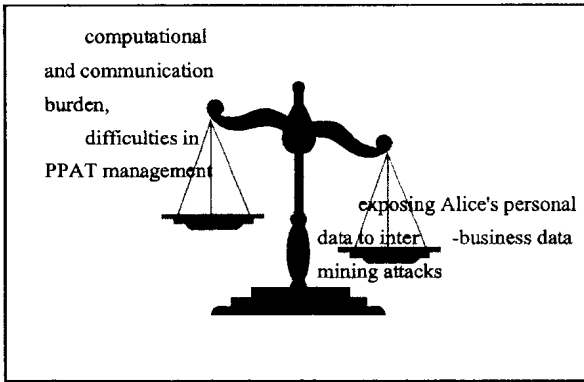 computational
and communication
burden,
difficulties in
PPAT management
exposing Alice's personal
data to inter -business data
mining attacks